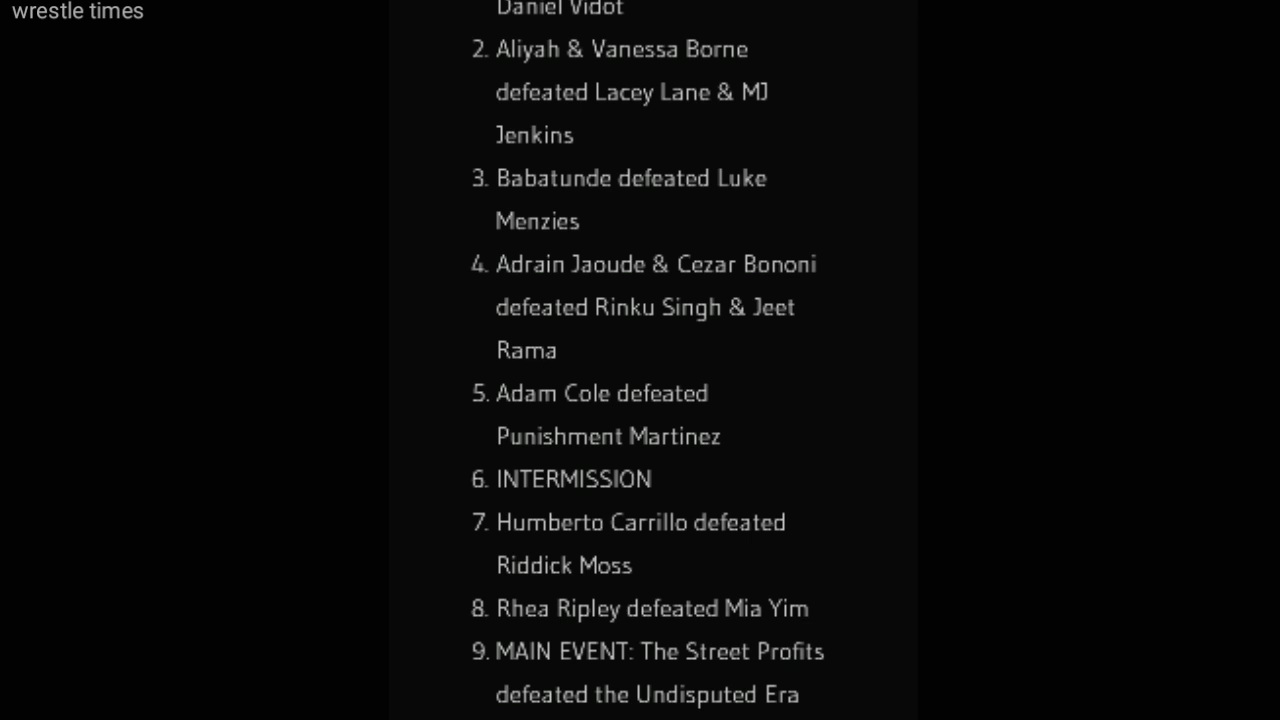 wrestle times
Daniel Vidot
2. Aliyah & Vanessa Borne
defeated Lacey Lane & MJ
Jenkins
3. Babatunde defeated Luke
Menzies
4. Adrain Jaoude & Cezar Bononi
defeated Rinku Singh & Jeet
Rama
5. Adam Cole defeated
Punishment Martinez
6. INTERMISSION
7. Humberto Carrillo defeated
Riddick Moss
8. Rhea Ripley defeated Mia Yim
9. MAIN EVENT: The Street Profits
defeated the Undisputed Era